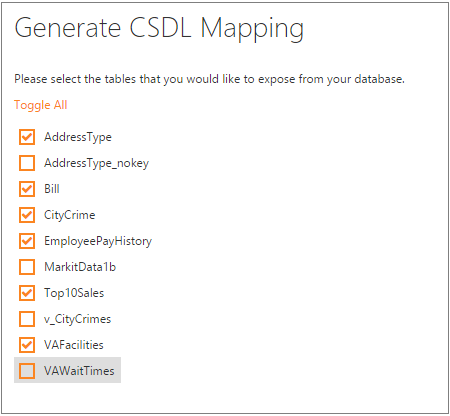 Generate CSDL Mapping
Please select the tables that you would like to expose from your database.
Toggle All
AddressType
AddressType_nokey
Bill
CityCrime
EmployeePayHistory
MarkitData1b
Top10Sales
v_CityCrimes
VAFacilities
VAWaitTimes